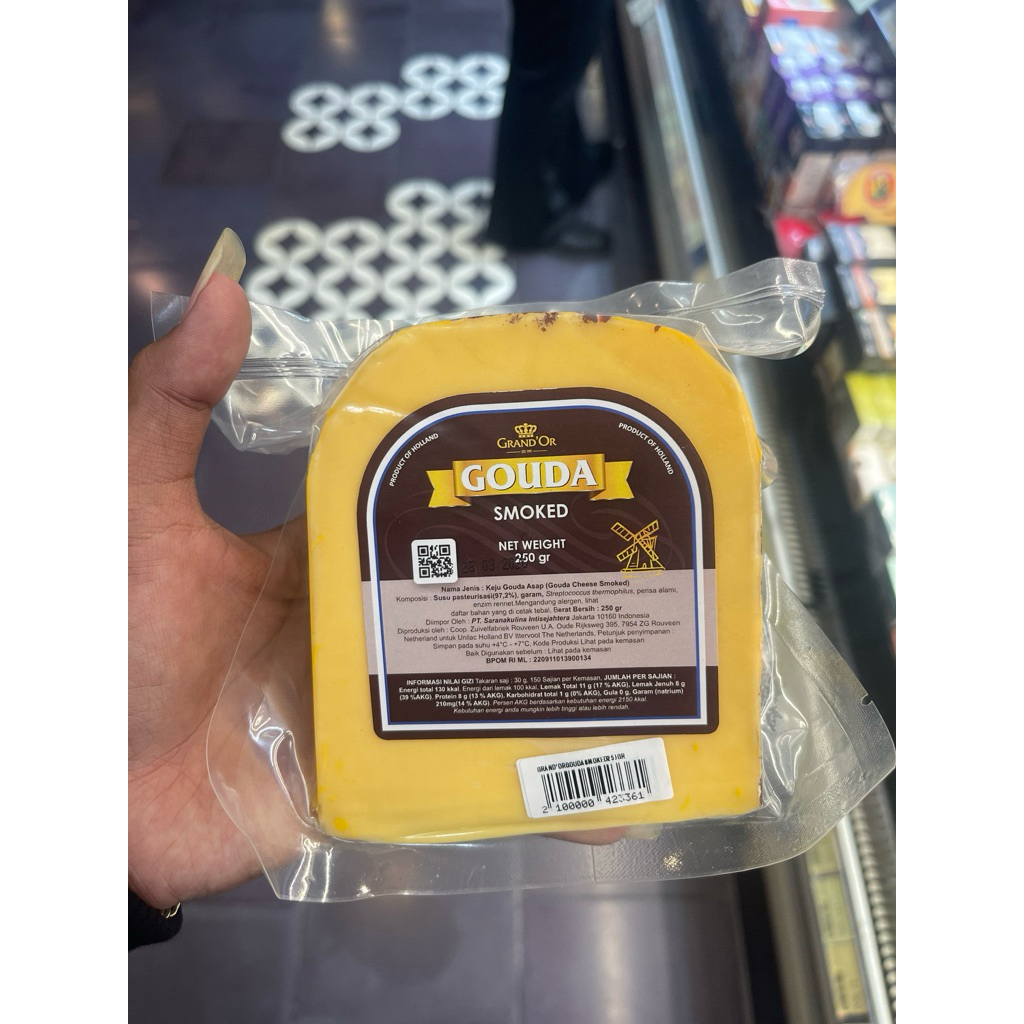 PRODUCT OF HOLLAND
PRODUCT OF HOLLAND
GRAND'OR
GOUDA
SMOKED
NET WEIGHT
250 gr
Nama Jenis : Keju Gouda Asap (Gouda Cheese Smoked)
Komposisi : Susu pasteurisasi(97,2%), garam, Streptococcus thermophilus, perisa alami,
enzim rennet.Mengandung alergen, lihat
daftar bahan yang di cetak tebal, Berat Bersih : 250 gr
Diimpor Oleh : PT. Saranakulina Intisejahtera Jakarta 10160 Indonesia
Diproduksi oleh : Coop. Zuivelfabriek Rouveen U.A. Oude Rijksweg 395, 7954 ZG Rouveen
Netherland untuk Unilac Holland BV Ittervoot The Netherlands, Petunjuk penyimpanan :
Simpan pada suhu +4°C - +7°C, Kode Produksi Lihat pada kemasan
Baik Digunakan sebelum : Lihat pada kemasan
BPOM RI ML : 220911013900134
INFORMASI NILAI GIZI Takaran saji : 30 g, 150 Sajian per Kemasan, JUMLAH PER SAJIAN :
Energi total 130 kkal. Energi dari lemak 100 kkal, Lemak Total 11 g (17 % AKG), Lemak Jenuh 8 g
(39 %AKG). Protein 8 g (13 % AKG), Karbohidrat total 1 g (0% AKG), Gula 0 g, Garam (natrium)
210mg(14 % AKG). Persen AKG berdasarkan kebutuhan energi 2150 kkal.
Kebutuhan energi anda mungkin lebih tinggi atau lebih rendah.
GRAND'ORGOUDASMOKED
2 100000 423361